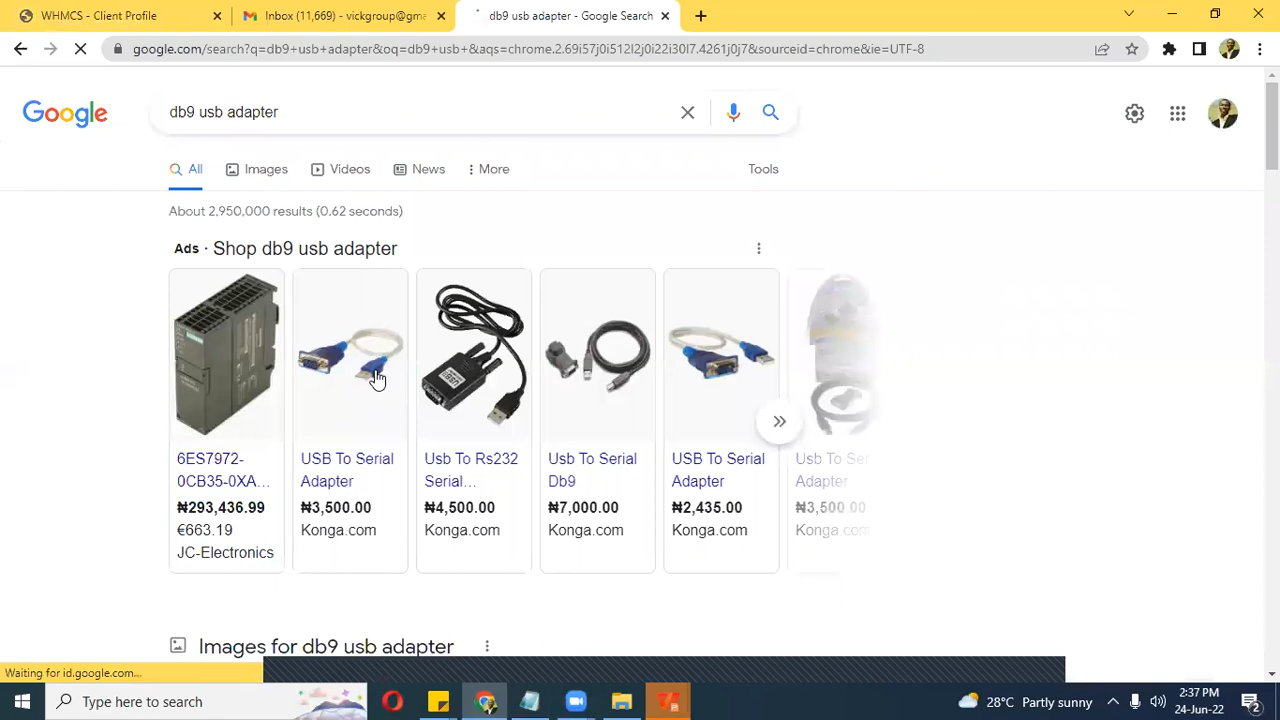 WHMCS - Client Profile
Inbox (11,669) - vickgroup@gma
db9 usb adapter - Google Search
google.com/search?q=db9+usb+adapter&oq=db9+usb+&aqs=chrome.2.69i57j0i512l2j0i22i30l7.4261j0j7&sourceid=chrome&ie=UTF-8
Google
db9 usb adapter
All
Images
Videos
News
More
Tools
About 2,950,000 results (0.62 seconds)
Ads · Shop db9 usb adapter
6ES7972-
0CB35-0XA...
₦293,436.99
€663.19
JC-Electronics
USB To Serial
Adapter
₦3,500.00
Konga.com
Usb To Rs232
Serial...
₦4,500.00
Konga.com
Usb To Serial
Db9
₦7,000.00
Konga.com
USB To Serial
Adapter
₦2,435.00
Konga.com
Usb To Ser
Adapter
₦3,500.00
Konga.com
Images for db9 usb adapter
Waiting for id.google.com...
Type here to search
28°C Partly sunny
2:37 PM
24-Jun-22
2